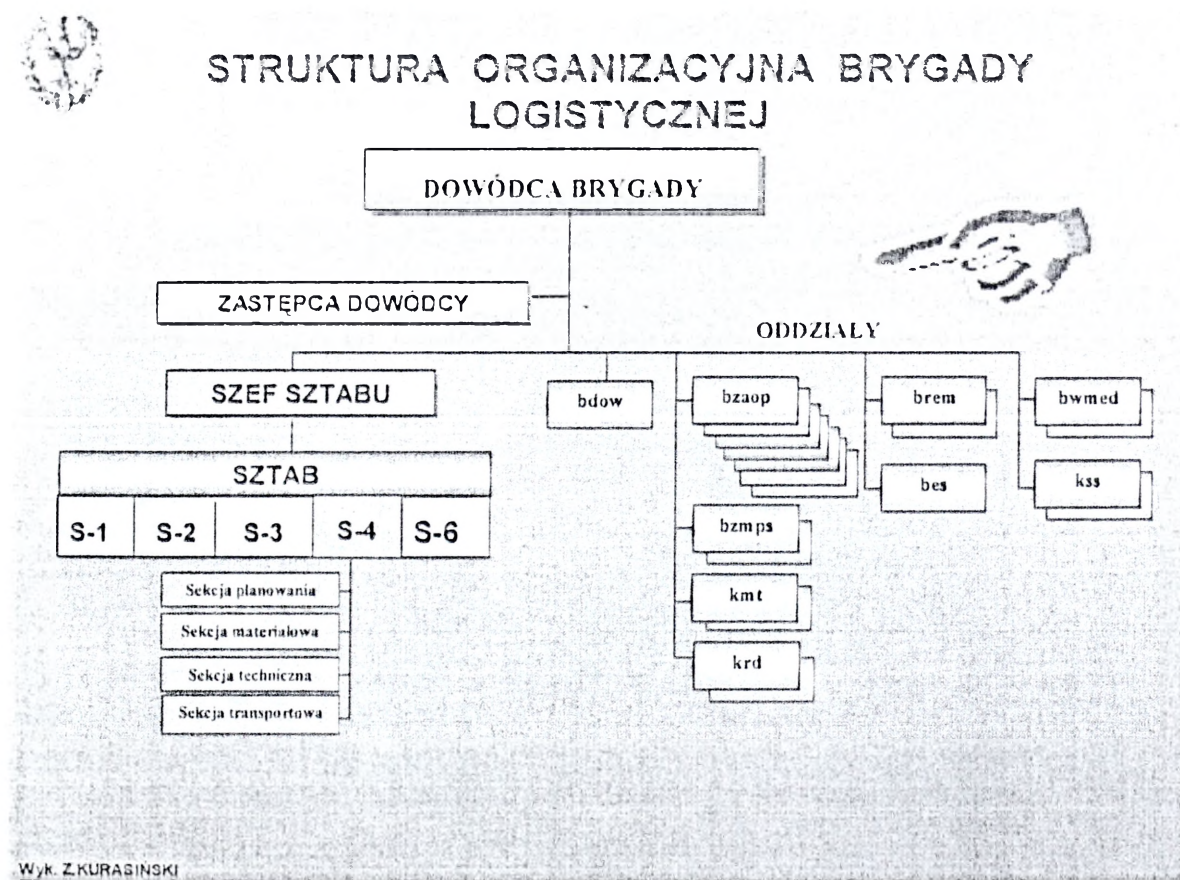 STRUKTURA ORGANIZACYJNA BRYGADY
LOGISTYCZNEJ
DOWÓDCA BRYGADY
ZASTĘPCA DOWÓDCY
ODDZIAŁY
SZEF SZTABU
bdow
bzaop
brem
bwmed
SZTAB
bes
kss
S-1
S-2
S-3
S-4
S-6
bzmps
Sekcja planowania
kmt
Sekcja materiałowa
Sekcja techniczna
krd
Sekcja transportowa
Wyk. Z.KURASIŃSKI